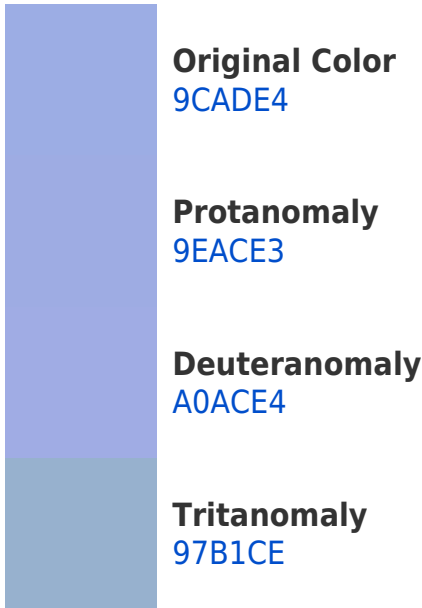 Original Color
9CADE4
Protanomaly
9EACE3
Deuteranomaly
A0ACE4
Tritanomaly
97B1CE